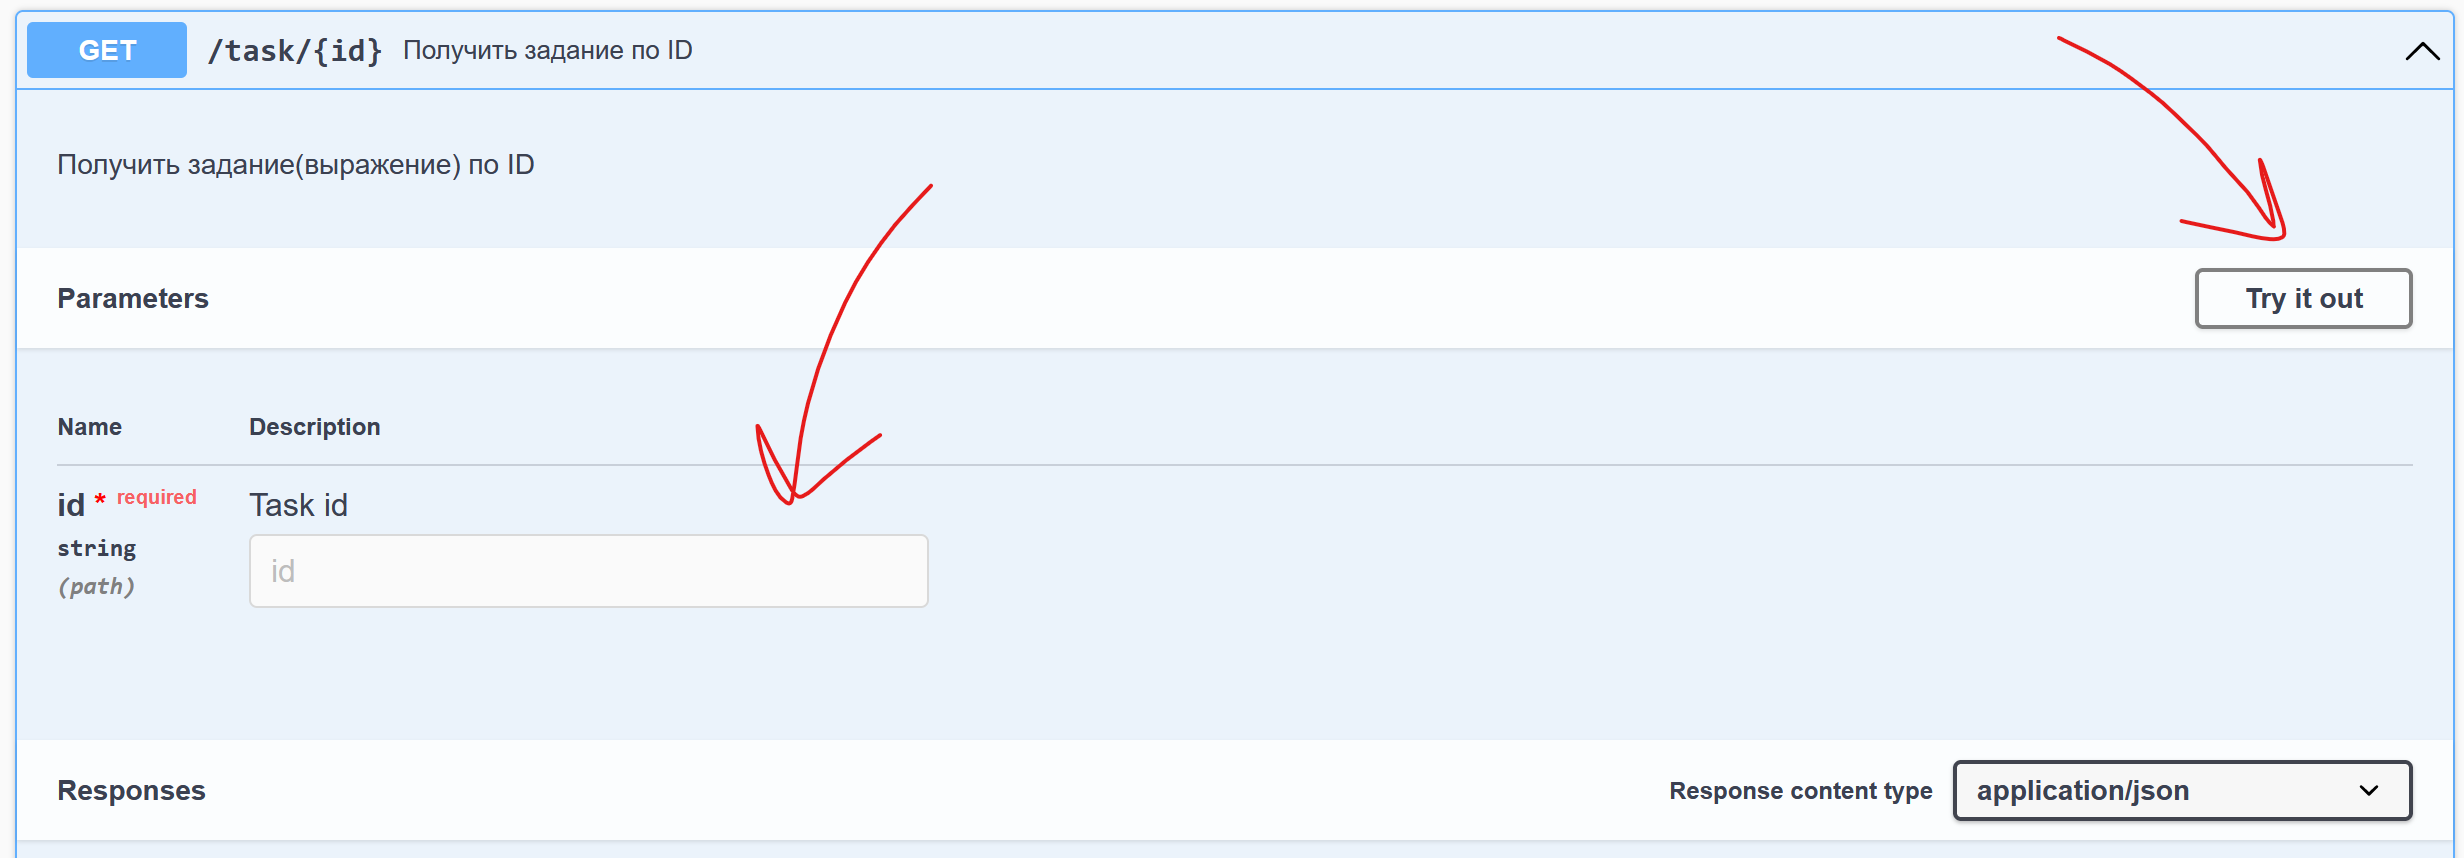 GET /task/{id} Получить задание по ID
Получить задание(выражение) по ID
Parameters Try it out
Name Description
id * required Task id
string
(path)
id
Responses Response content type application/json